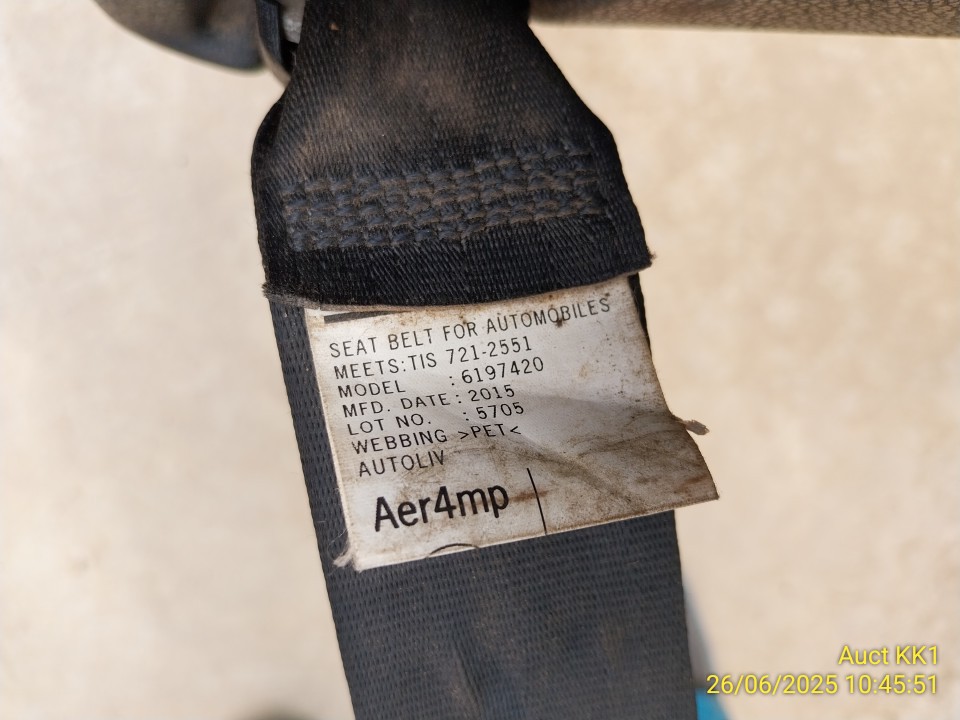 SEAT BELT FOR AUTOMOBILES
MEETS:TIS 721-2551
MODEL : 6197420
MFD. DATE : 2015
LOT NO. : 5705
WEBBING >PET<
AUTOLIV
Aer4mp
Auct KK1
26/06/2025 10:45:51